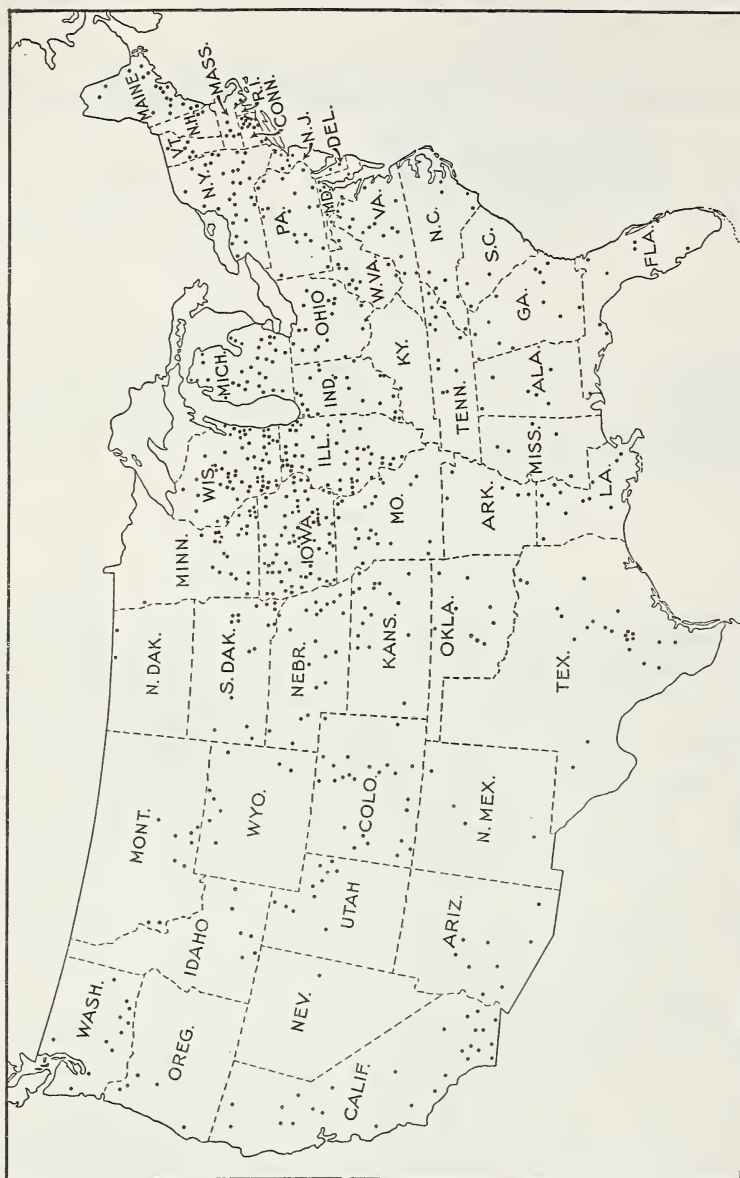 WASH.
OREG.
CALIF.
NEV.
IDAHO
MONT.
WYO.
UTAH
ARIZ.
COLO.
N. MEX.
N. DAK.
S. DAK.
NEBR.
KANS.
OKLA.
TEX.
MINN.
IOWA
MO.
ARK.
LA.
WIS.
ILL.
MICH.
IND.
OHIO
KY.
TENN.
MISS.
ALA.
GA.
FLA.
S.C.
N.C.
VA.
W.VA.
MD.
DEL.
N.J.
PA.
N.Y.
CONN.
R.I.
MASS.
VT.
N.H.
MAINE